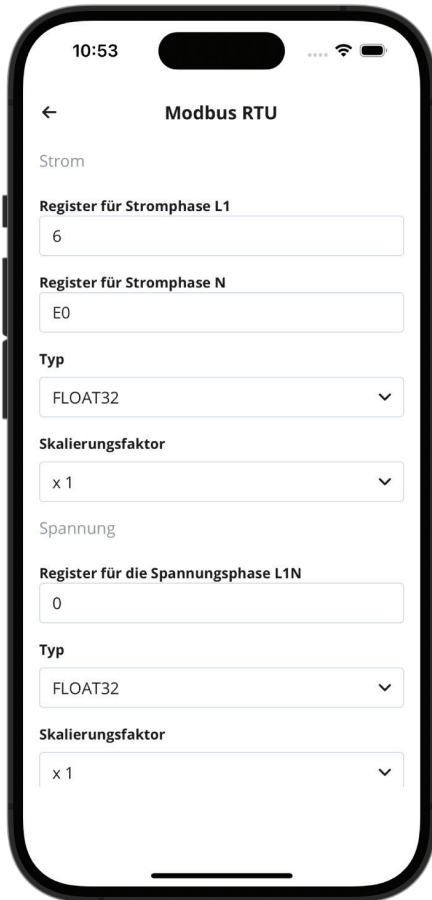 10:53
Modbus RTU
Strom
Register für Stromphase L1
6
Register für Stromphase N
E0
Typ
FLOAT32
Skalierungsfaktor
x 1
Spannung
Register für die Spannungsphase L1N
0
Typ
FLOAT32
Skalierungsfaktor
x 1